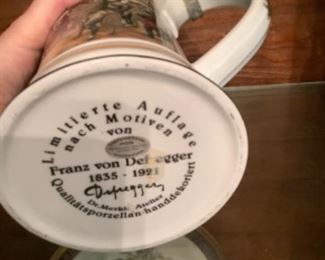 Limitierte Auflage
nach Motiven
von
Franz von Defregger
1835 - 1921
Defregger
Dr. Merkl. Atelier
Qualitätsporzellan-handdekoriert